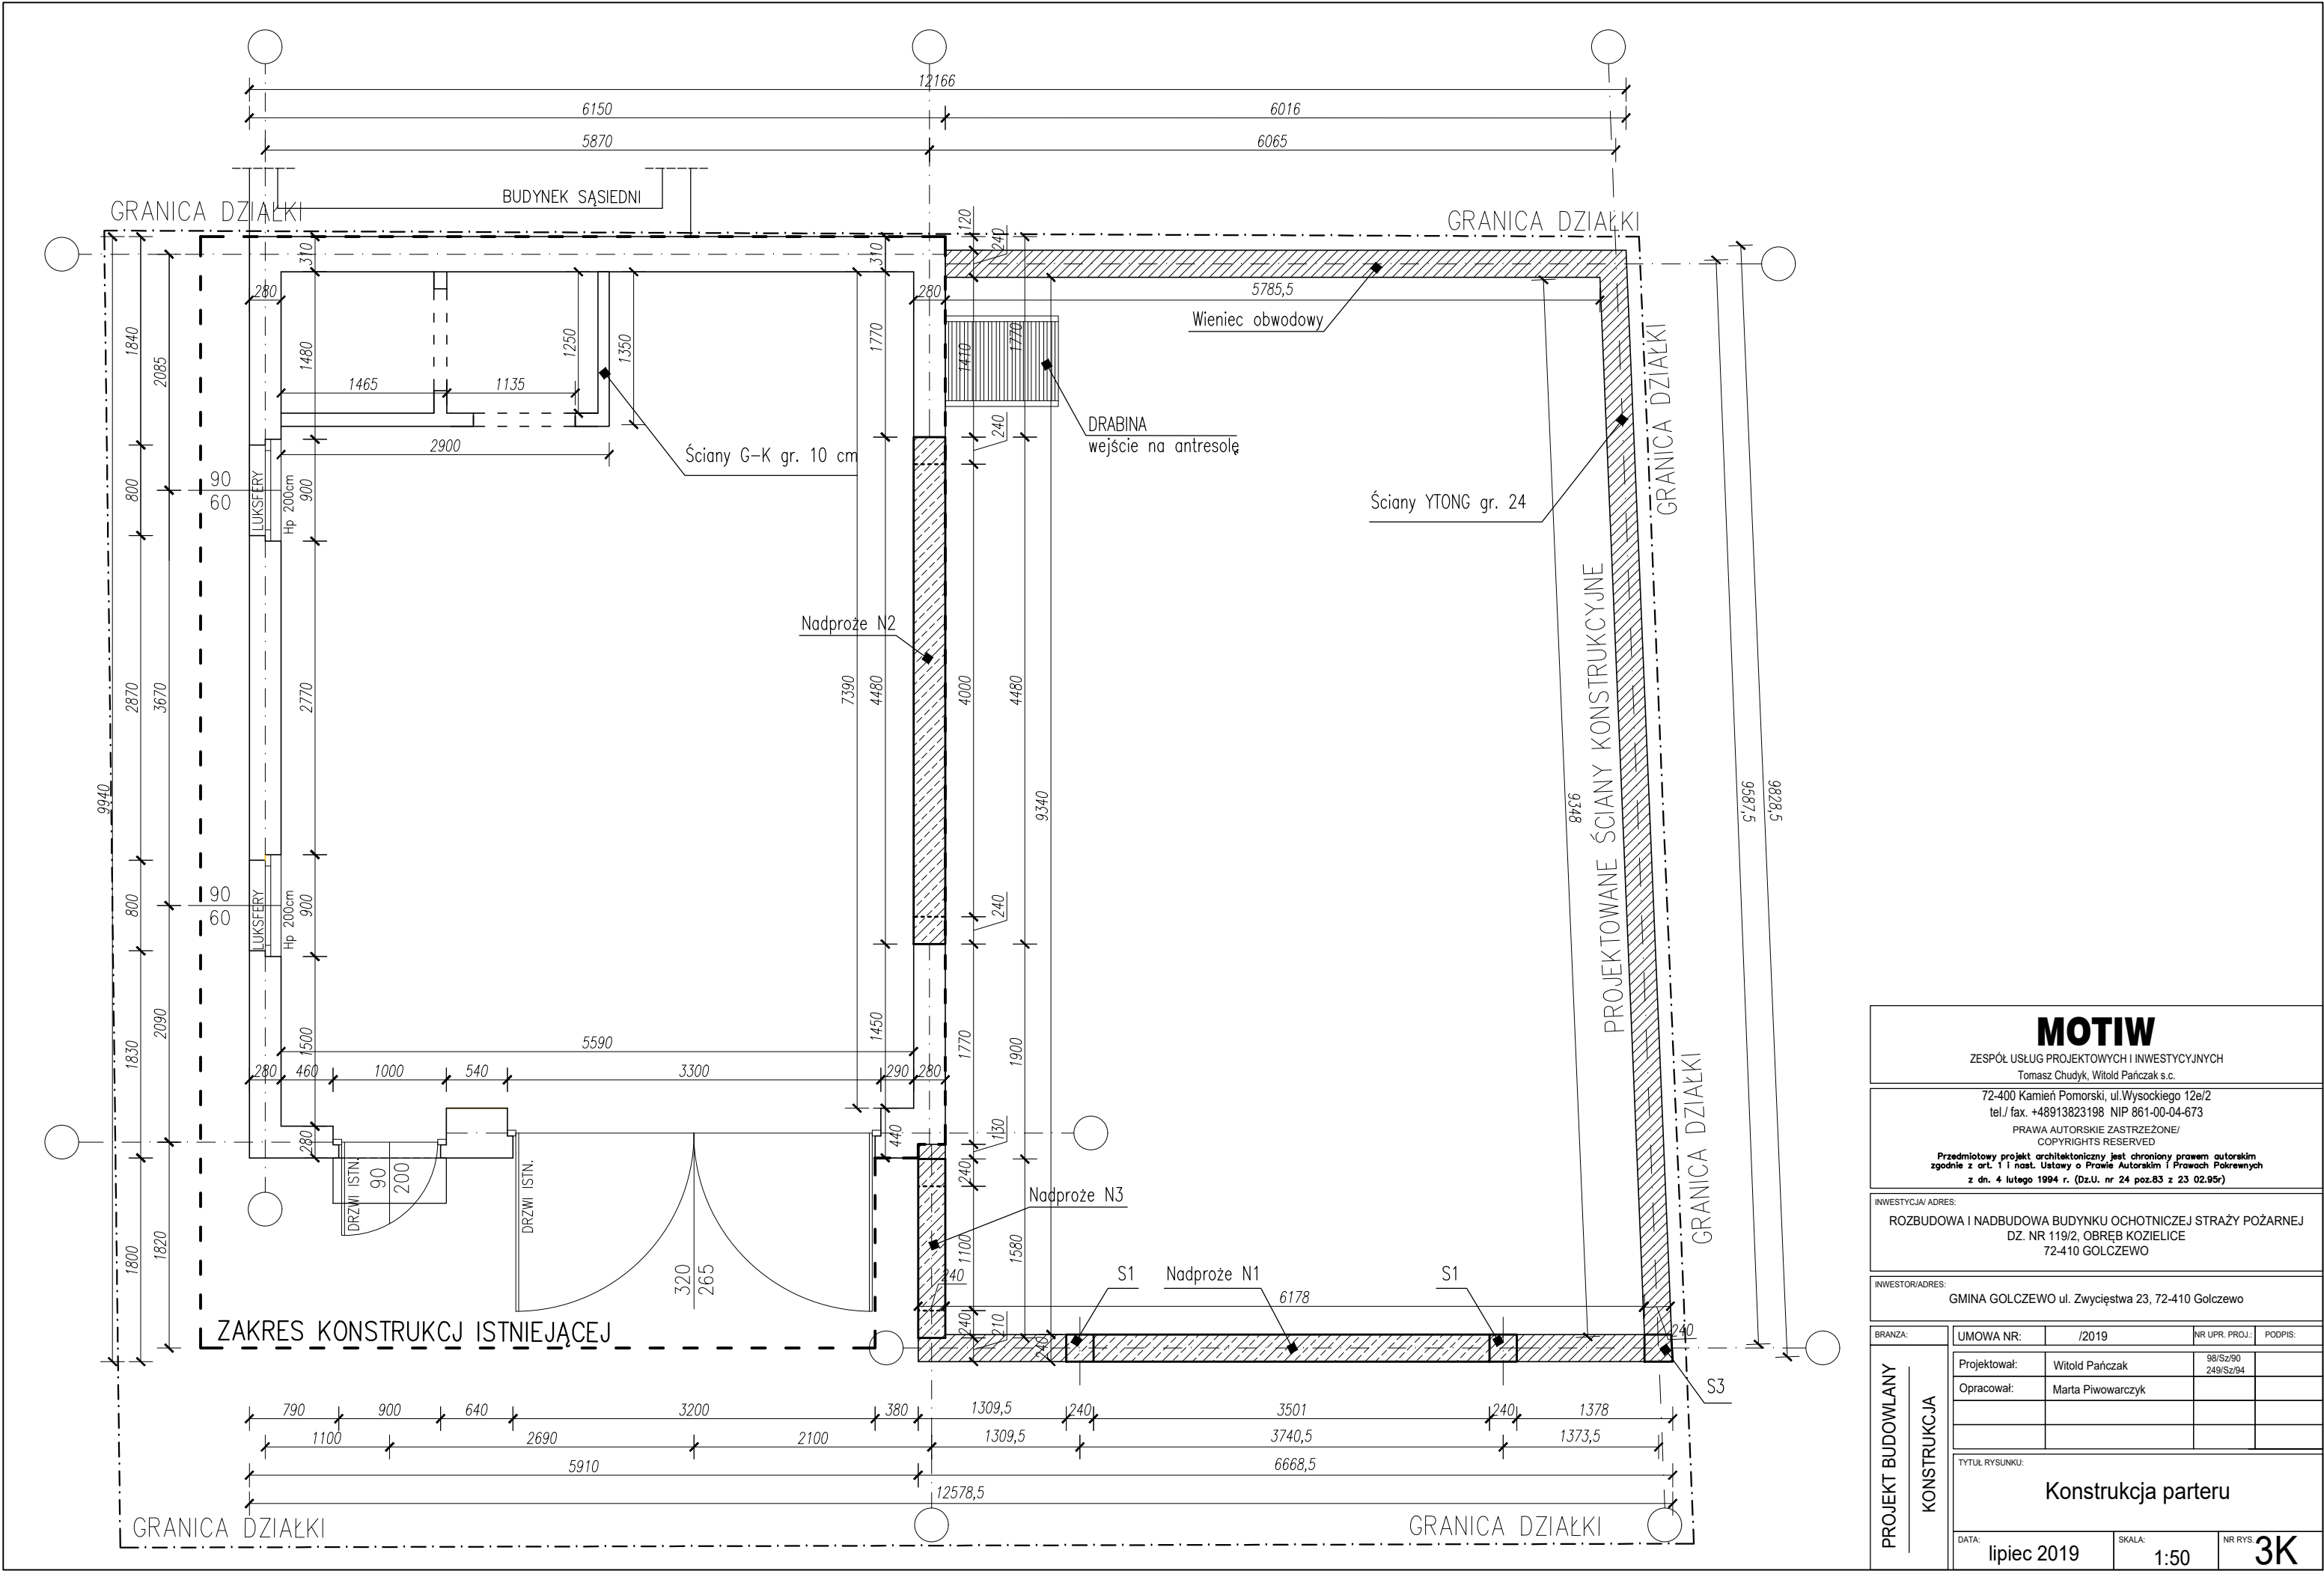 12166
6150
6016
5870
6065
BUDYNEK SĄSIEDNI
GRANICA DZIAŁKI
GRANICA DZIAŁKI
120
240
310
310
280
280
5785,5
Wieniec obwodowy
1840
2085
1480
1250
1350
1770
1410
1770
1465
1135
2900
DRABINA
wejście na antresolę
240
Ściany G-K gr. 10 cm
Ściany YTONG gr. 24
GRANICA DZIAŁKI
90
60
800
LUKSFERY
Hp 200cm
900
PROJEKTOWANE ŚCIANY KONSTRUKCYJNE
Nadproże N2
2870
3670
2770
7390
4480
4000
4480
9940
9340
9348
9587,5
9828,5
90
60
800
LUKSFERY
Hp 200cm
900
240
1830
2090
1500
5590
1450
1770
1900
280
460
1000
540
3300
290
280
GRANICA DZIAŁKI
280
440
130
240
DRZWI ISTN.
90
200
DRZWI ISTN.
320
265
Nadproże N3
1800
1820
1100
1580
240
240
210
240
S1
Nadproże N1
S1
6178
240
ZAKRES KONSTRUKCJ ISTNIEJĄCEJ
S3
790
900
640
3200
380
1309,5
240
3501
240
1378
1100
2690
2100
1309,5
3740,5
1373,5
5910
6668,5
12578,5
GRANICA DZIAŁKI
GRANICA DZIAŁKI
MOTIW
ZESPÓŁ USŁUG PROJEKTOWYCH I INWESTYCYJNYCH
Tomasz Chudyk, Witold Pańczak s.c.
72-400 Kamień Pomorski, ul.Wysockiego 12e/2
tel./ fax. +48913823198 NIP 861-00-04-673
PRAWA AUTORSKIE ZASTRZEŻONE/
COPYRIGHTS RESERVED
Przedmiotowy projekt architektoniczny jest chroniony prawem autorskim
zgodnie z art. 1 i nast. Ustawy o Prawie Autorskim i Prawach Pokrewnych
z dn. 4 lutego 1994 r. (Dz.U. nr 24 poz.83 z 23 02.95r)
INWESTYCJA/ ADRES:
ROZBUDOWA I NADBUDOWA BUDYNKU OCHOTNICZEJ STRAŻY POŻARNEJ
DZ. NR 119/2, OBRĘB KOZIELICE
72-410 GOLCZEWO
INWESTOR/ADRES:
GMINA GOLCZEWO ul. Zwycięstwa 23, 72-410 Golczewo
BRANZA:
UMOWA NR: /2019
NR UPR. PROJ.:
PODPIS:
PROJEKT BUDOWLANY
KONSTRUKCJA
Projektował: Witold Pańczak
98/Sz/90
249/Sz/94
Opracował: Marta Piwowarczyk
TYTUŁ RYSUNKU:
Konstrukcja parteru
DATA:
lipiec 2019
SKALA:
1:50
NR RYS.
3K